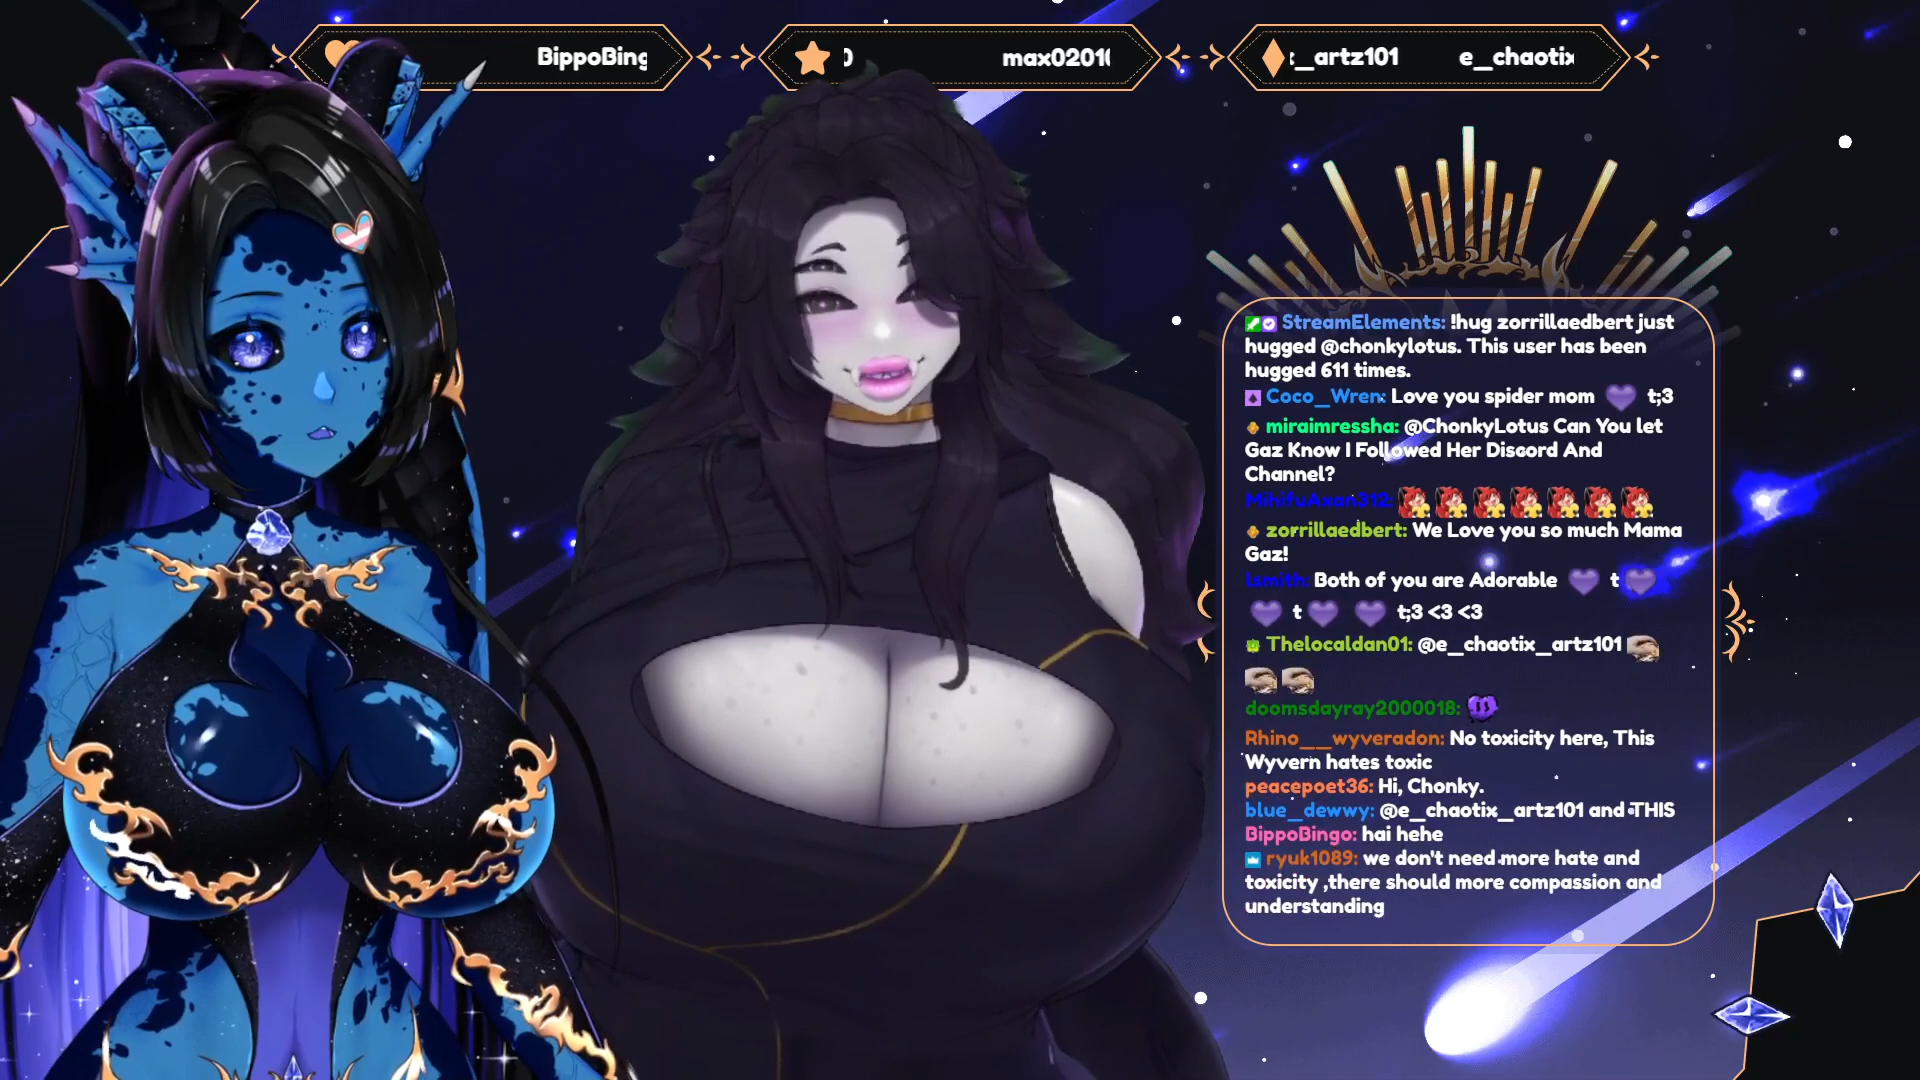 BippoBing
0 max02010
_artz101 e_chaotix
StreamElements: !hug zorrillaedbert just
hugged @chonkylotus. This user has been
hugged 611 times.
Coco_Wren: Love you spider mom t;3
miraimressha: @ChonkyLotus Can You let
Gaz Know I Followed Her Discord And
Channel?
MihifuAxan312:
zorrillaedbert: We Love you so much Mama
Gaz!
lsmith: Both of you are Adorable t
t t;3 <3 <3
Thelocaldan01: @e_chaotix_artz101
doomsdayray2000018:
Rhino__wyveradon: No toxicity here, This
Wyvern hates toxic
peacepoet36: Hi, Chonky.
blue_dewwy: @e_chaotix_artz101 and THIS
BippoBingo: hai hehe
ryuk1089: we don't need more hate and
toxicity ,there should more compassion and
understanding